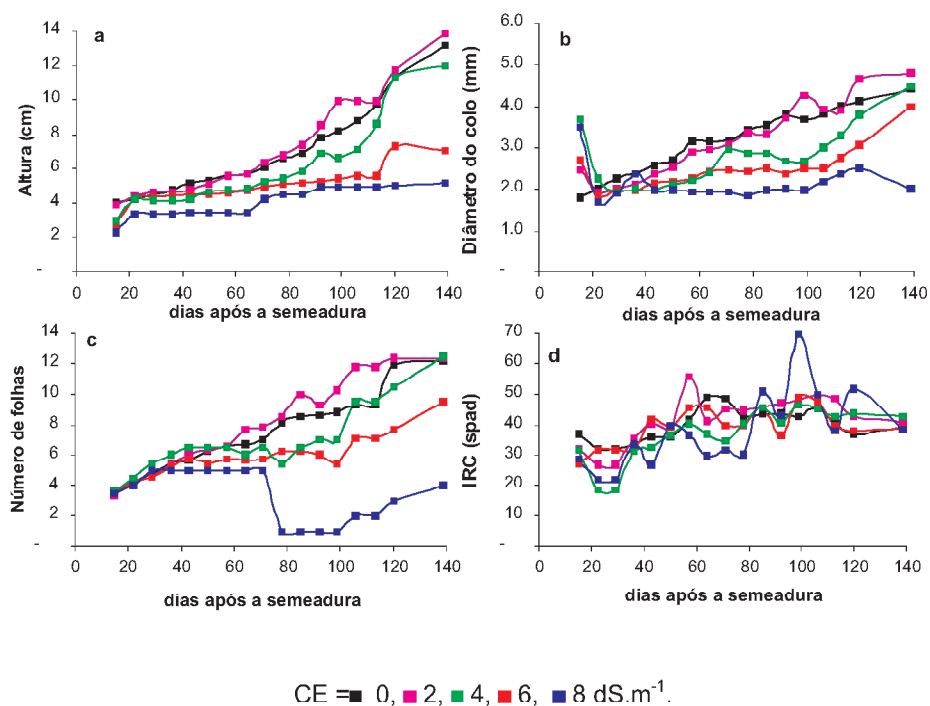 a
Altura (cm)
14
12
10
8
6
4
2
-
0 20 40 60 80 100 120 140
dias após a semeadura
b
Diâmetro do colo (mm)
6.0
5.0
4.0
3.0
2.0
1.0
-
0 20 40 60 80 100 120 140
dias após a semeadura
c
Número de folhas
14
12
10
8
6
4
2
-
0 20 40 60 80 100 120 140
dias após a semeadura
d
IRC (spad)
70
60
50
40
30
20
10
0
0 20 40 60 80 100 120 140
dias após a semeadura
CE = 0, 2, 4, 6, 8 dS.m⁻¹.